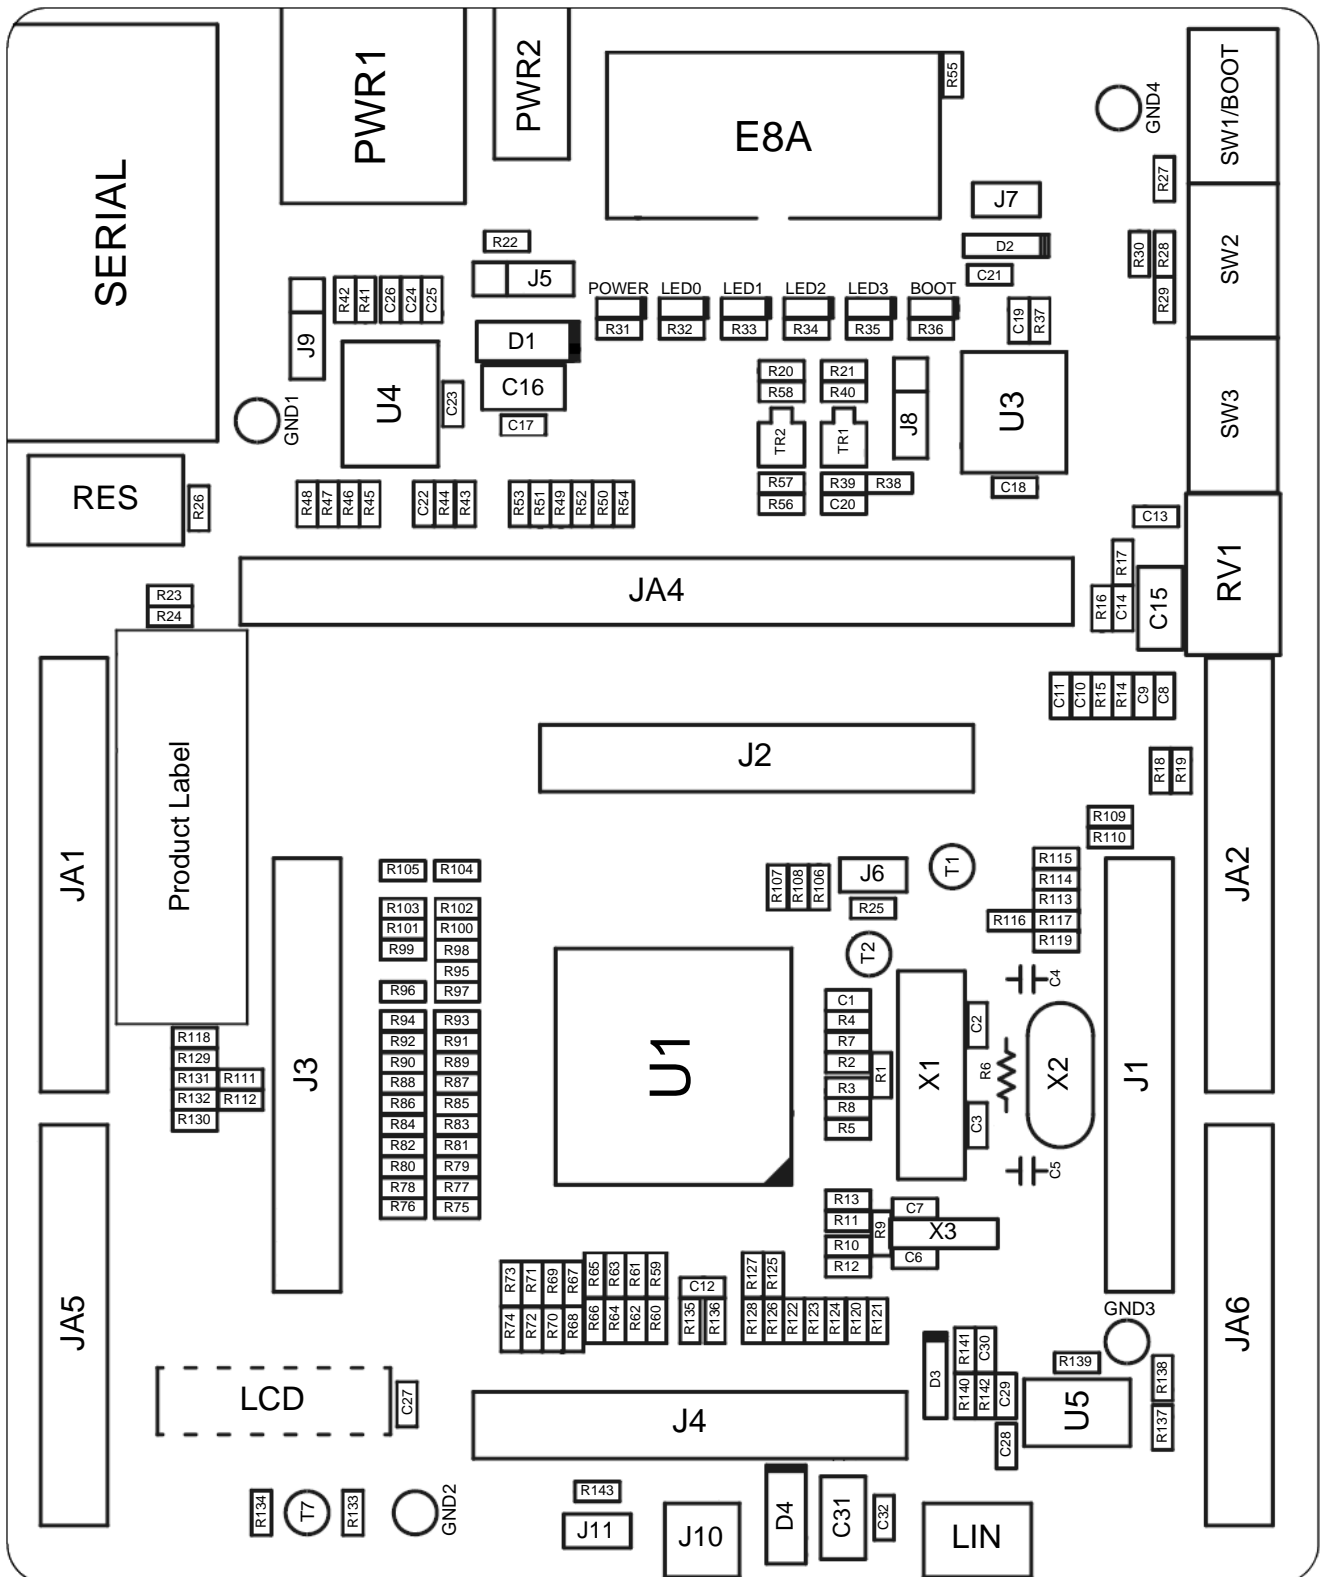 SERIAL
PWR1
PWR2
E8A
R55
GND4
SW1/BOOT
R27
J7
R22
D2
R30
R28
SW2
J5
C21
R29
R42
R41
C26
C24
C25
POWER
LED0
LED1
LED2
LED3
BOOT
R31
R32
R33
R34
R35
R36
C19
R37
J9
D1
R20
R21
R58
R40
U4
C23
C16
C17
GND1
TR2
TR1
J8
U3
SW3
RES
R26
R48
R47
R46
R45
C22
R44
R43
R53
R51
R49
R52
R50
R54
R57
R39
R38
R56
C20
C18
C13
R17
RV1
R23
R24
JA4
R16
C14
C15
C11
C10
R15
R14
C9
C8
Product Label
J2
R18
R19
JA1
R109
R110
JA2
R105
R104
R107
R108
R106
J6
T1
R115
R114
R113
R25
R103
R102
R101
R100
R99
R98
R95
R96
R97
R116
R117
R119
T2
C4
J3
U1
C1
R4
R7
R2
R1
R3
R8
R5
X1
C2
C3
R6
X2
J1
C5
R94
R93
R92
R91
R90
R89
R88
R87
R86
R85
R84
R83
R82
R81
R80
R79
R78
R77
R76
R75
R118
R129
R131
R111
R132
R112
R130
R13
R11
R10
R12
R9
C7
X3
C6
JA5
R73
R71
R69
R67
R65
R63
R61
R59
R74
R72
R70
R68
R66
R64
R62
R60
C12
R135
R136
R127
R125
R128
R126
R122
R123
R124
R120
R121
GND3
JA6
LCD
C27
J4
D3
R141
C30
R140
R142
C29
C28
R139
U5
R138
R137
R134
T7
R133
GND2
R143
J11
J10
D4
C31
C32
LIN